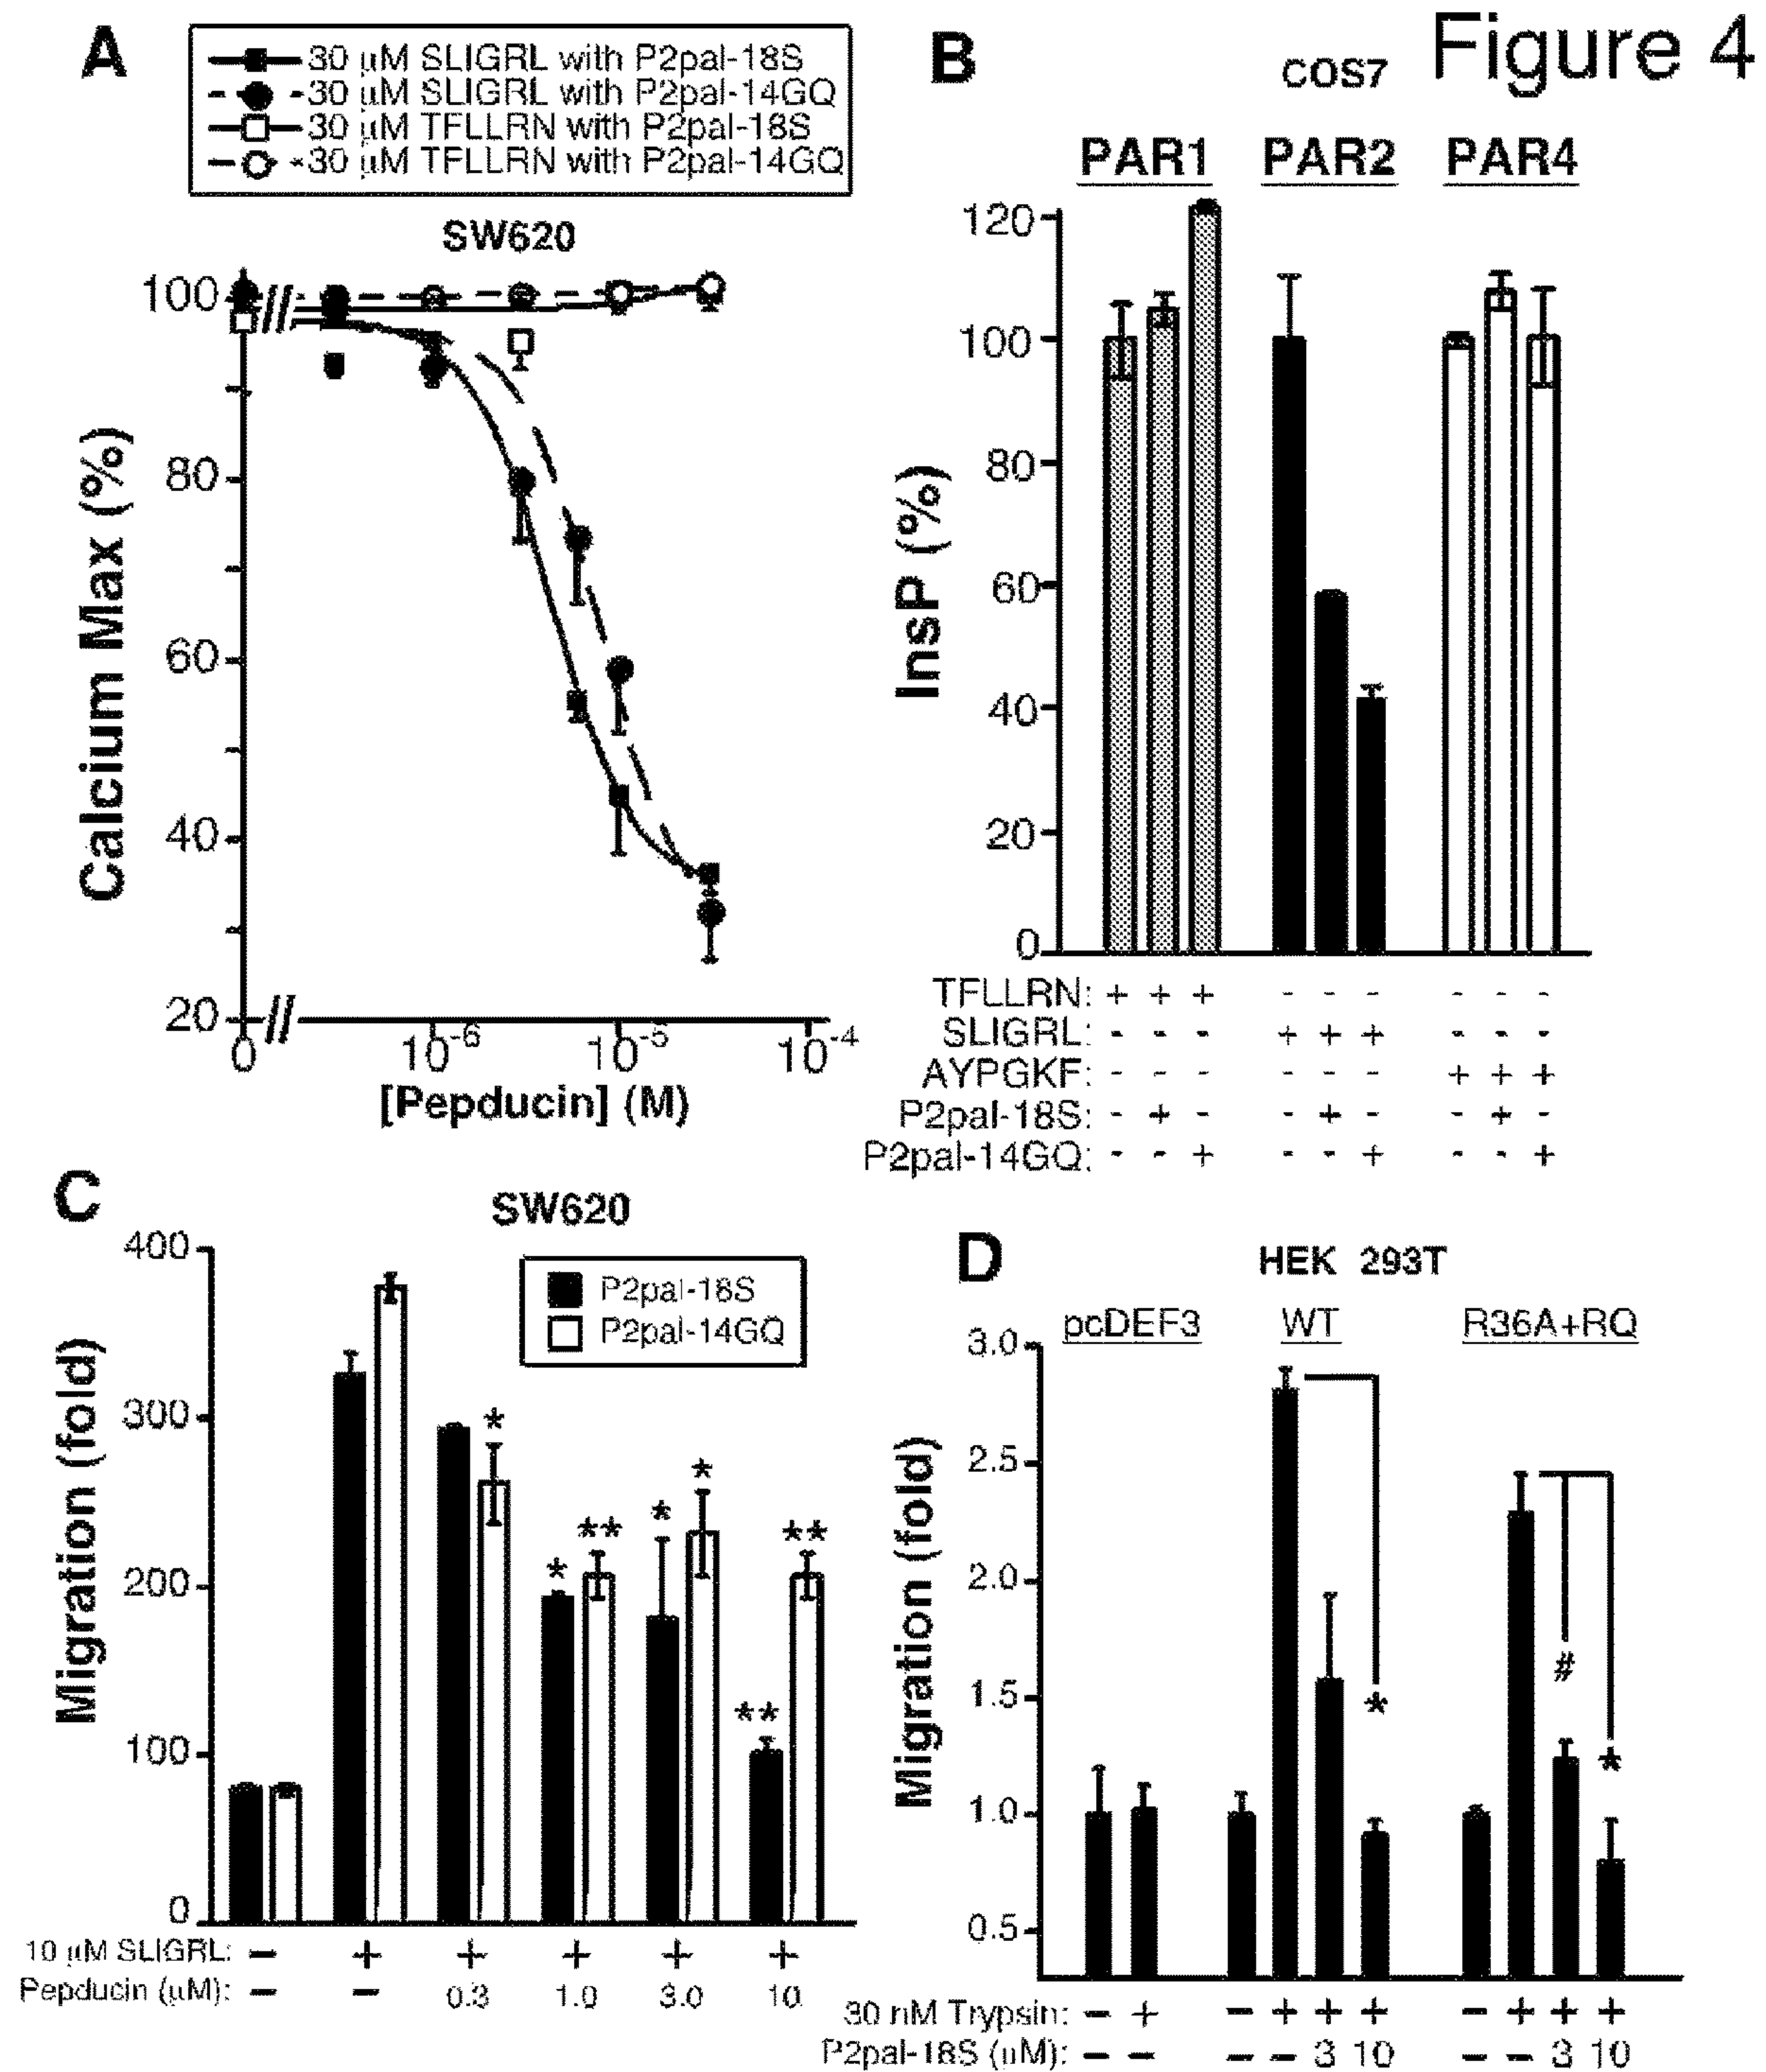 Figure 4
A
30 µM SLIGRL with P2pal-18S
30 µM SLIGRL with P2pal-14GQ
30 µM TFLLRN with P2pal-18S
30 µM TFLLRN with P2pal-14GQ
SW620
Calcium Max (%)
100
80
60
40
20
0 10-6 10-5 10-4
[Pepducin] (M)
B
COS7
PAR1 PAR2 PAR4
InsP (%)
120
100
80
60
40
20
0
TFLLRN: + + + - - - - - -
SLIGRL: - - - + + + - - -
AYPGKF: - - - - - - + + +
P2pal-18S: - + - - + - - + -
P2pal-14GQ: - - + - - + - - +
C
SW620
P2pal-18S
P2pal-14GQ
Migration (fold)
400
300
200
100
0
* * ** * * ** **
10 µM SLIGRL: – + + + + +
Pepducin (µM): – – 0.3 1.0 3.0 10
D
HEK 293T
pcDEF3 WT R36A+RQ
Migration (fold)
3.0
2.5
2.0
1.5
1.0
0.5
* # *
30 nM Trypsin: – + – + + + – + + +
P2pal-18S (µM): – – – – 3 10 – – 3 10